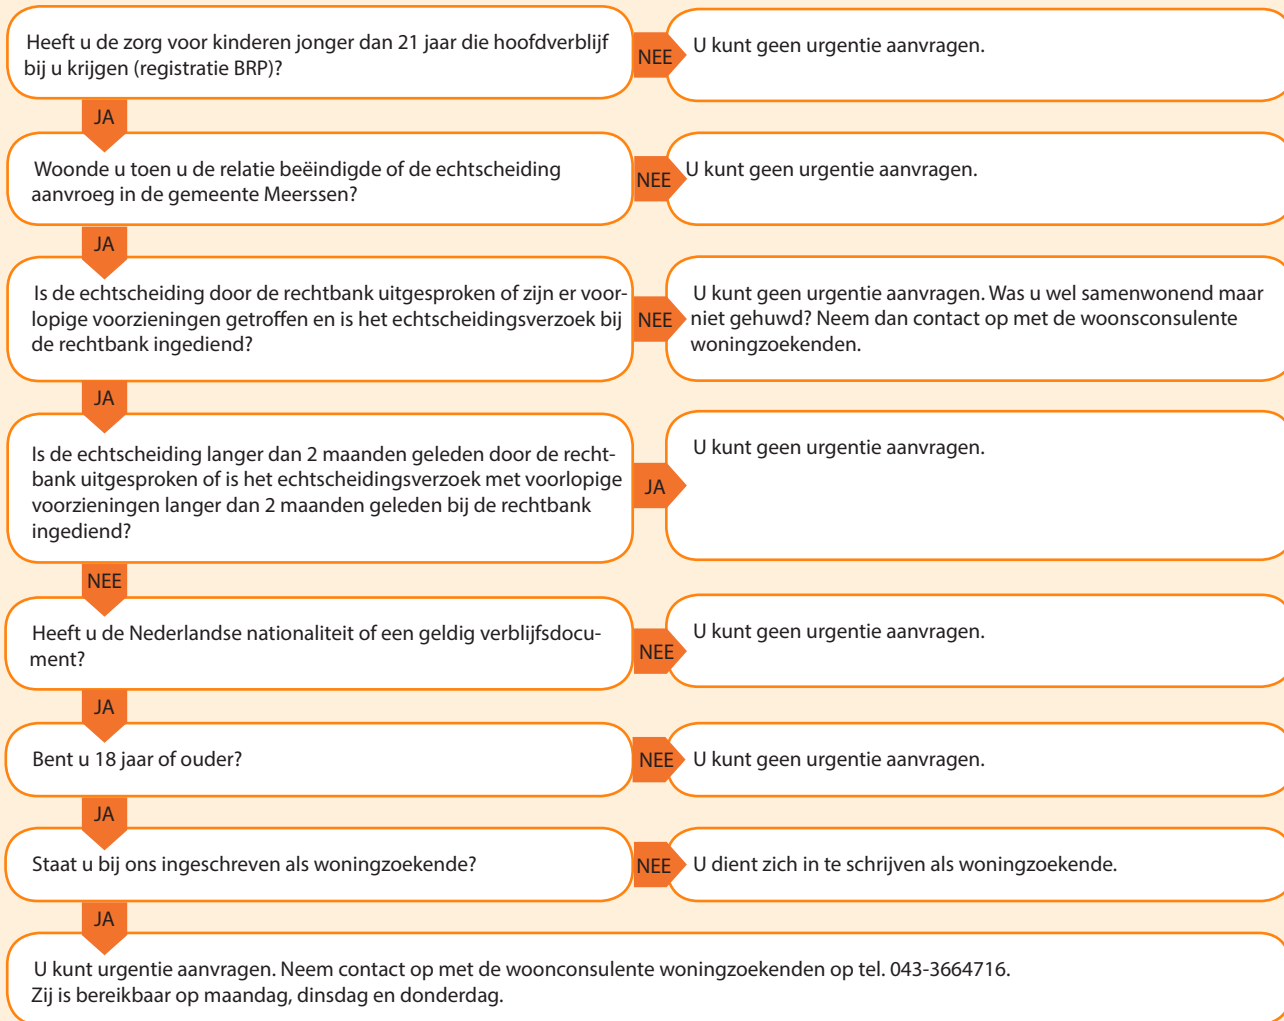 Heeft u de zorg voor kinderen jonger dan 21 jaar die hoofdverblijf
bij u krijgen (registratie BRP)?
NEE
U kunt geen urgentie aanvragen.
JA
Woonde u toen u de relatie beëindigde of de echtscheiding
aanvroeg in de gemeente Meerssen?
NEE
U kunt geen urgentie aanvragen.
JA
Is de echtscheiding door de rechtbank uitgesproken of zijn er voor-
lopige voorzieningen getroffen en is het echtscheidingsverzoek bij
de rechtbank ingediend?
NEE
U kunt geen urgentie aanvragen. Was u wel samenwonend maar
niet gehuwd? Neem dan contact op met de woonsconsulente
woningzoekenden.
JA
Is de echtscheiding langer dan 2 maanden geleden door de recht-
bank uitgesproken of is het echtscheidingsverzoek met voorlopige
voorzieningen langer dan 2 maanden geleden bij de rechtbank
ingediend?
JA
U kunt geen urgentie aanvragen.
NEE
Heeft u de Nederlandse nationaliteit of een geldig verblijfsdocu-
ment?
NEE
U kunt geen urgentie aanvragen.
JA
Bent u 18 jaar of ouder?
NEE
U kunt geen urgentie aanvragen.
JA
Staat u bij ons ingeschreven als woningzoekende?
NEE
U dient zich in te schrijven als woningzoekende.
JA
U kunt urgentie aanvragen. Neem contact op met de woonconsulente woningzoekenden op tel. 043-3664716.
Zij is bereikbaar op maandag, dinsdag en donderdag.